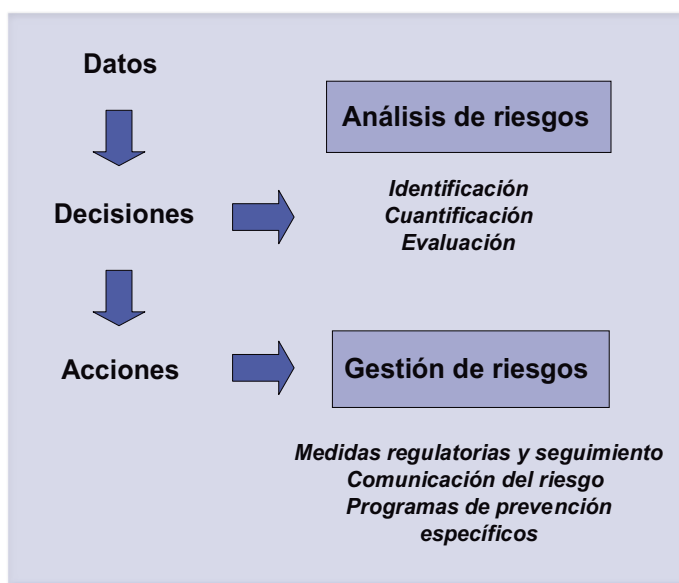 Datos
Análisis de riesgos
Identificación
Cuantificación
Evaluación
Decisiones
Acciones
Gestión de riesgos
Medidas regulatorias y seguimiento
Comunicación del riesgo
Programas de prevención
específicos